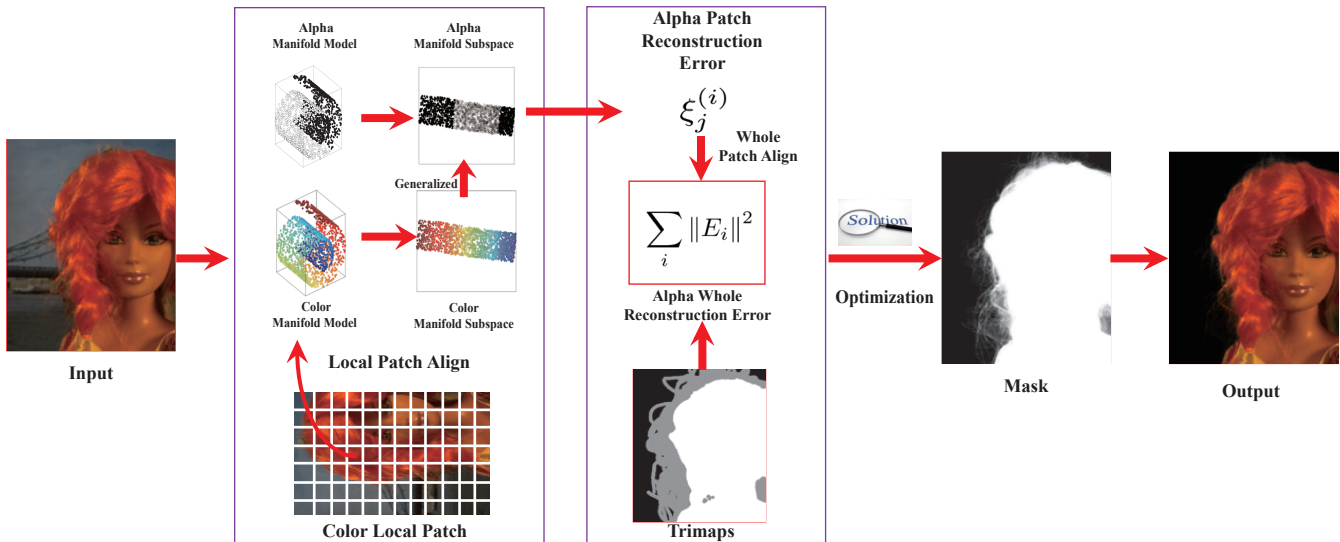 Input
Alpha
Manifold Model
Alpha
Manifold Subspace
Generalized
Color
Manifold Model
Color
Manifold Subspace
Local Patch Align
Color Local Patch
Alpha Patch
Reconstruction
Error
ξ_j^{(i)}
Whole
Patch Align
∑_i ‖E_i‖^2
Alpha Whole
Reconstruction Error
Trimaps
Solution
Optimization
Mask
Output